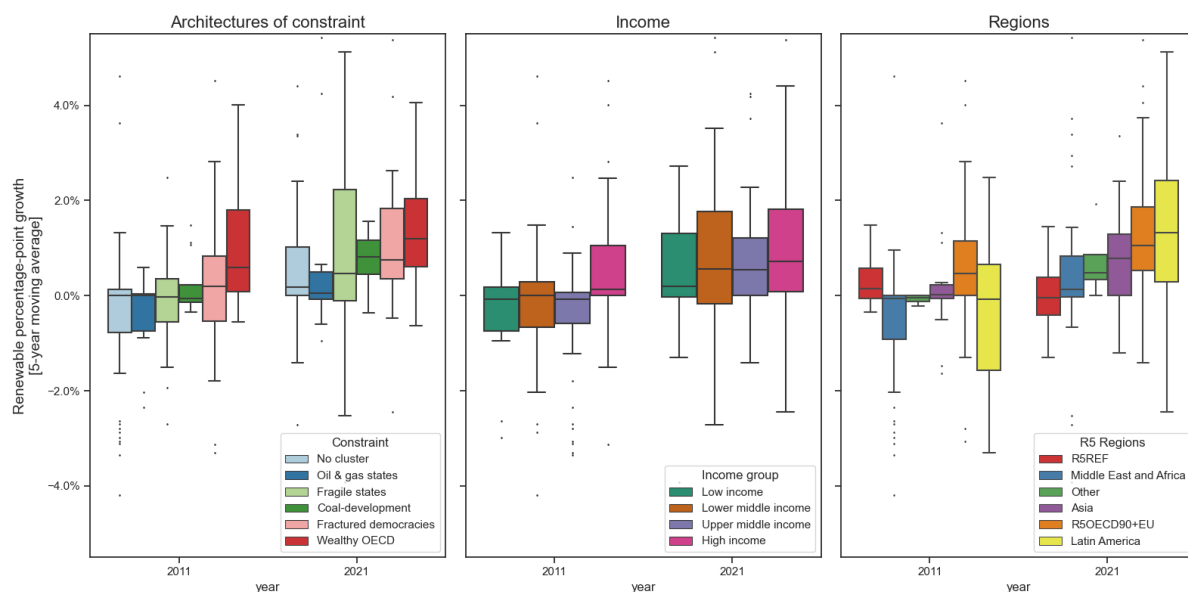 Architectures of constraint
Income
Regions
Renewable percentage-point growth
[5-year moving average]
4.0%
2.0%
0.0%
−2.0%
−4.0%
Constraint
No cluster
Oil & gas states
Fragile states
Coal-development
Fractured democracies
Wealthy OECD
2011
2021
year
Income group
Low income
Lower middle income
Upper middle income
High income
2011
2021
year
R5 Regions
R5REF
Middle East and Africa
Other
Asia
R5OECD90+EU
Latin America
2011
2021
year